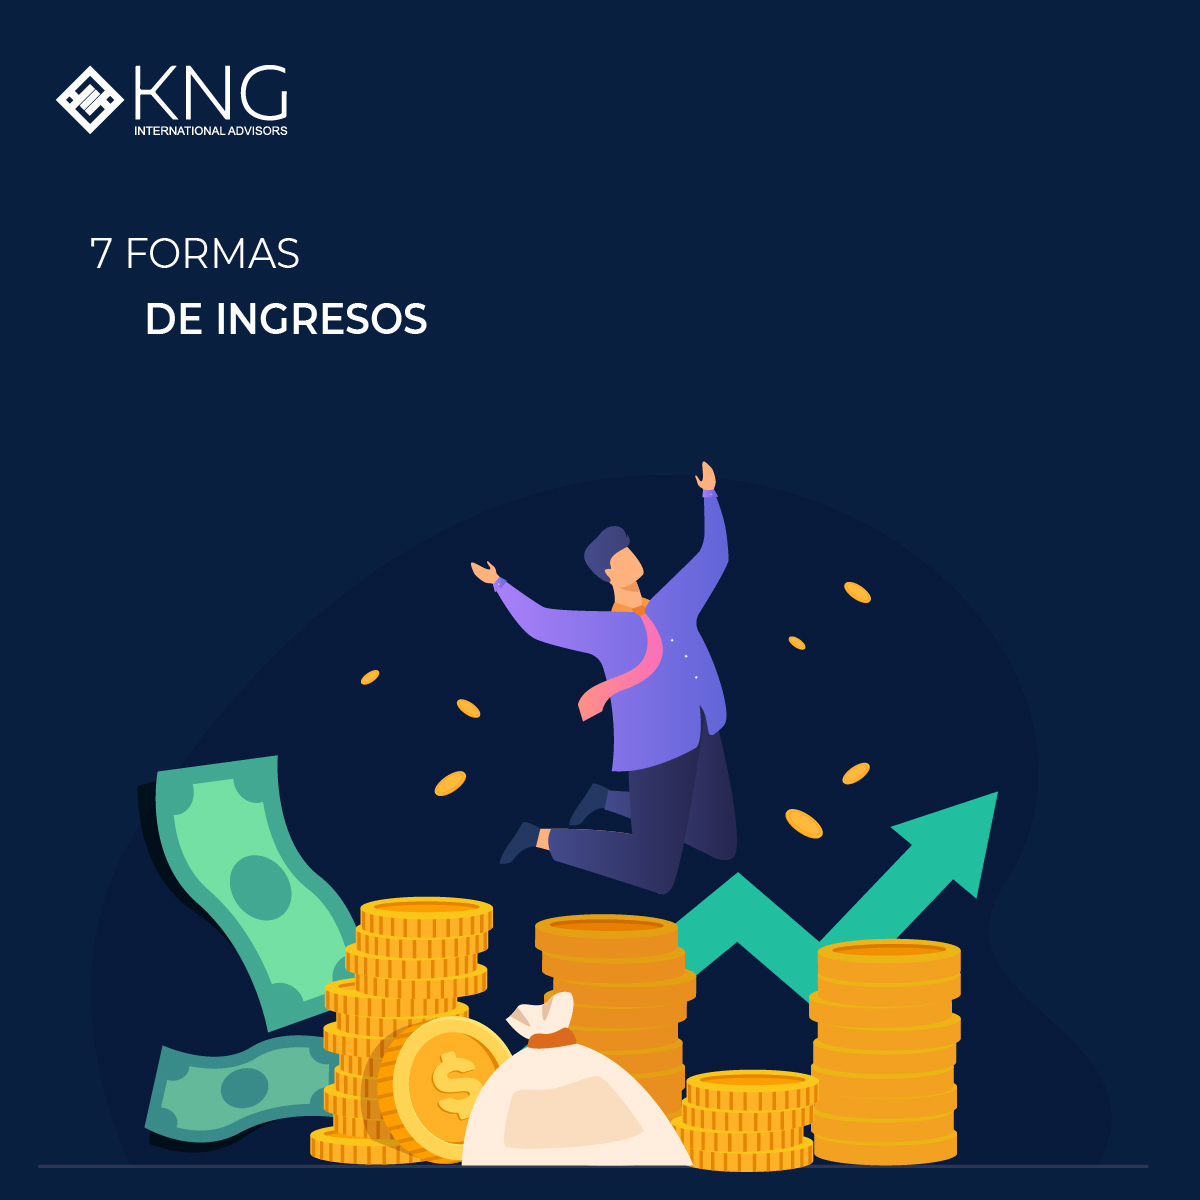 KNG
INTERNATIONAL ADVISORS
7 FORMAS
DE INGRESOS
$